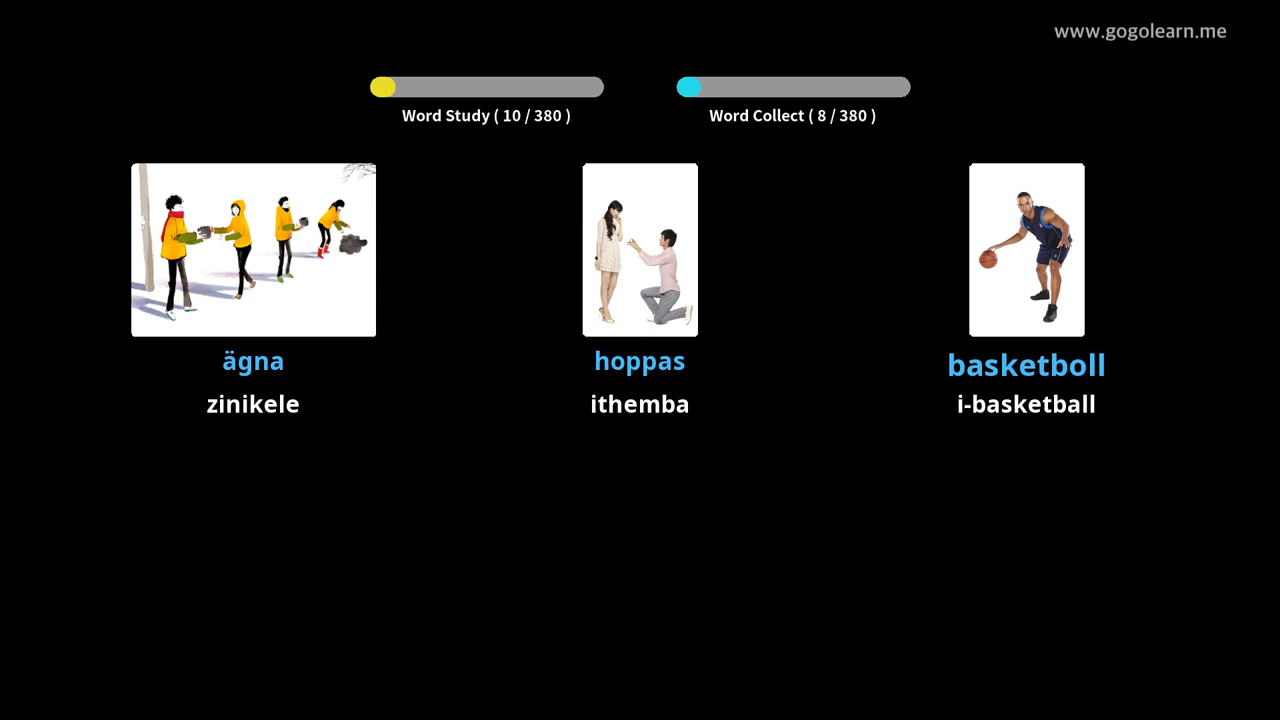 www.gogolearn.me
Word Study ( 10 / 380 )
Word Collect ( 8 / 380 )
ägna
hoppas
basketboll
zinikele
ithemba
i-basketball